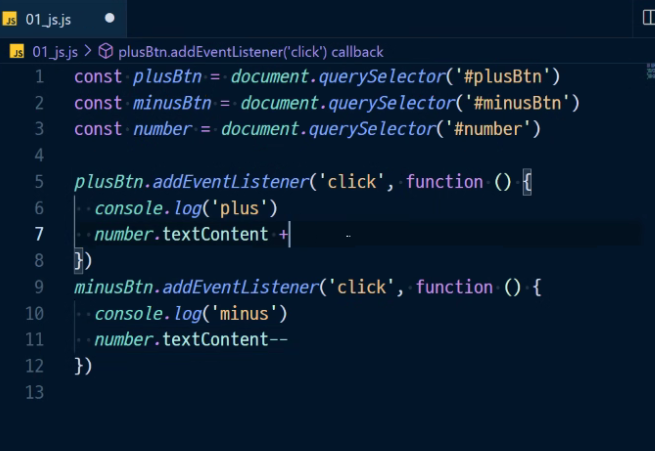 JS 01_js.js ●
JS 01_js.js > plusBtn.addEventListener('click') callback
1 const plusBtn = document.querySelector('#plusBtn')
2 const minusBtn = document.querySelector('#minusBtn')
3 const number = document.querySelector('#number')
4
5 plusBtn.addEventListener('click', function () {
6 console.log('plus')
7 number.textContent +
8 })
9 minusBtn.addEventListener('click', function () {
10 console.log('minus')
11 number.textContent--
12 })
13